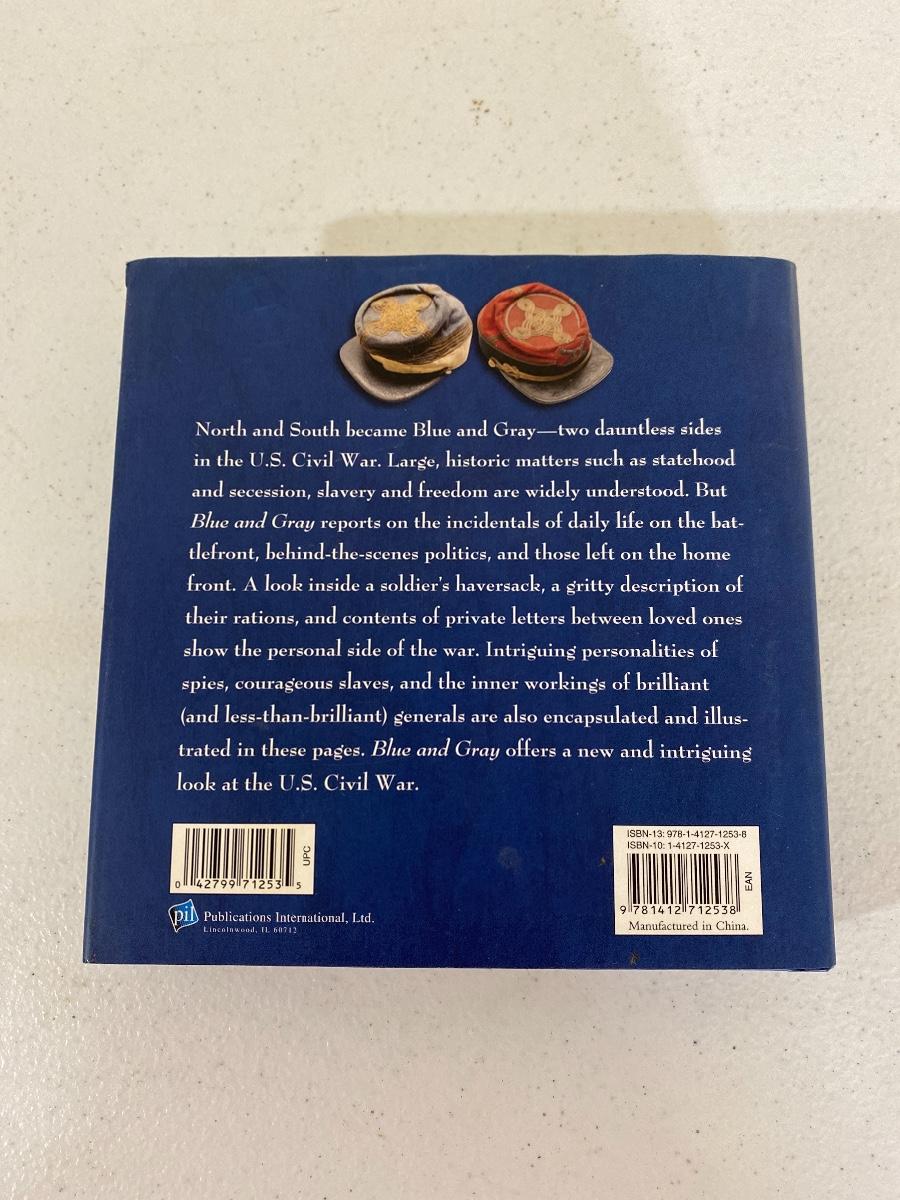 North and South became Blue and Gray—two dauntless sides
in the U.S. Civil War. Large, historic matters such as statehood
and secession, slavery and freedom are widely understood. But
Blue and Gray reports on the incidentals of daily life on the bat-
tlefront, behind-the-scenes politics, and those left on the home
front. A look inside a soldier's haversack, a gritty description of
their rations, and contents of private letters between loved ones
show the personal side of the war. Intriguing personalities of
spies, courageous slaves, and the inner workings of brilliant
(and less-than-brilliant) generals are also encapsulated and illus-
trated in these pages. Blue and Gray offers a new and intriguing
look at the U.S. Civil War.
UPC
0 42799 71253 5
pil Publications International, Ltd.
Lincolnwood, IL 60712
ISBN-13: 978-1-4127-1253-8
ISBN-10: 1-4127-1253-X
EAN
9 781412 712538
Manufactured in China.